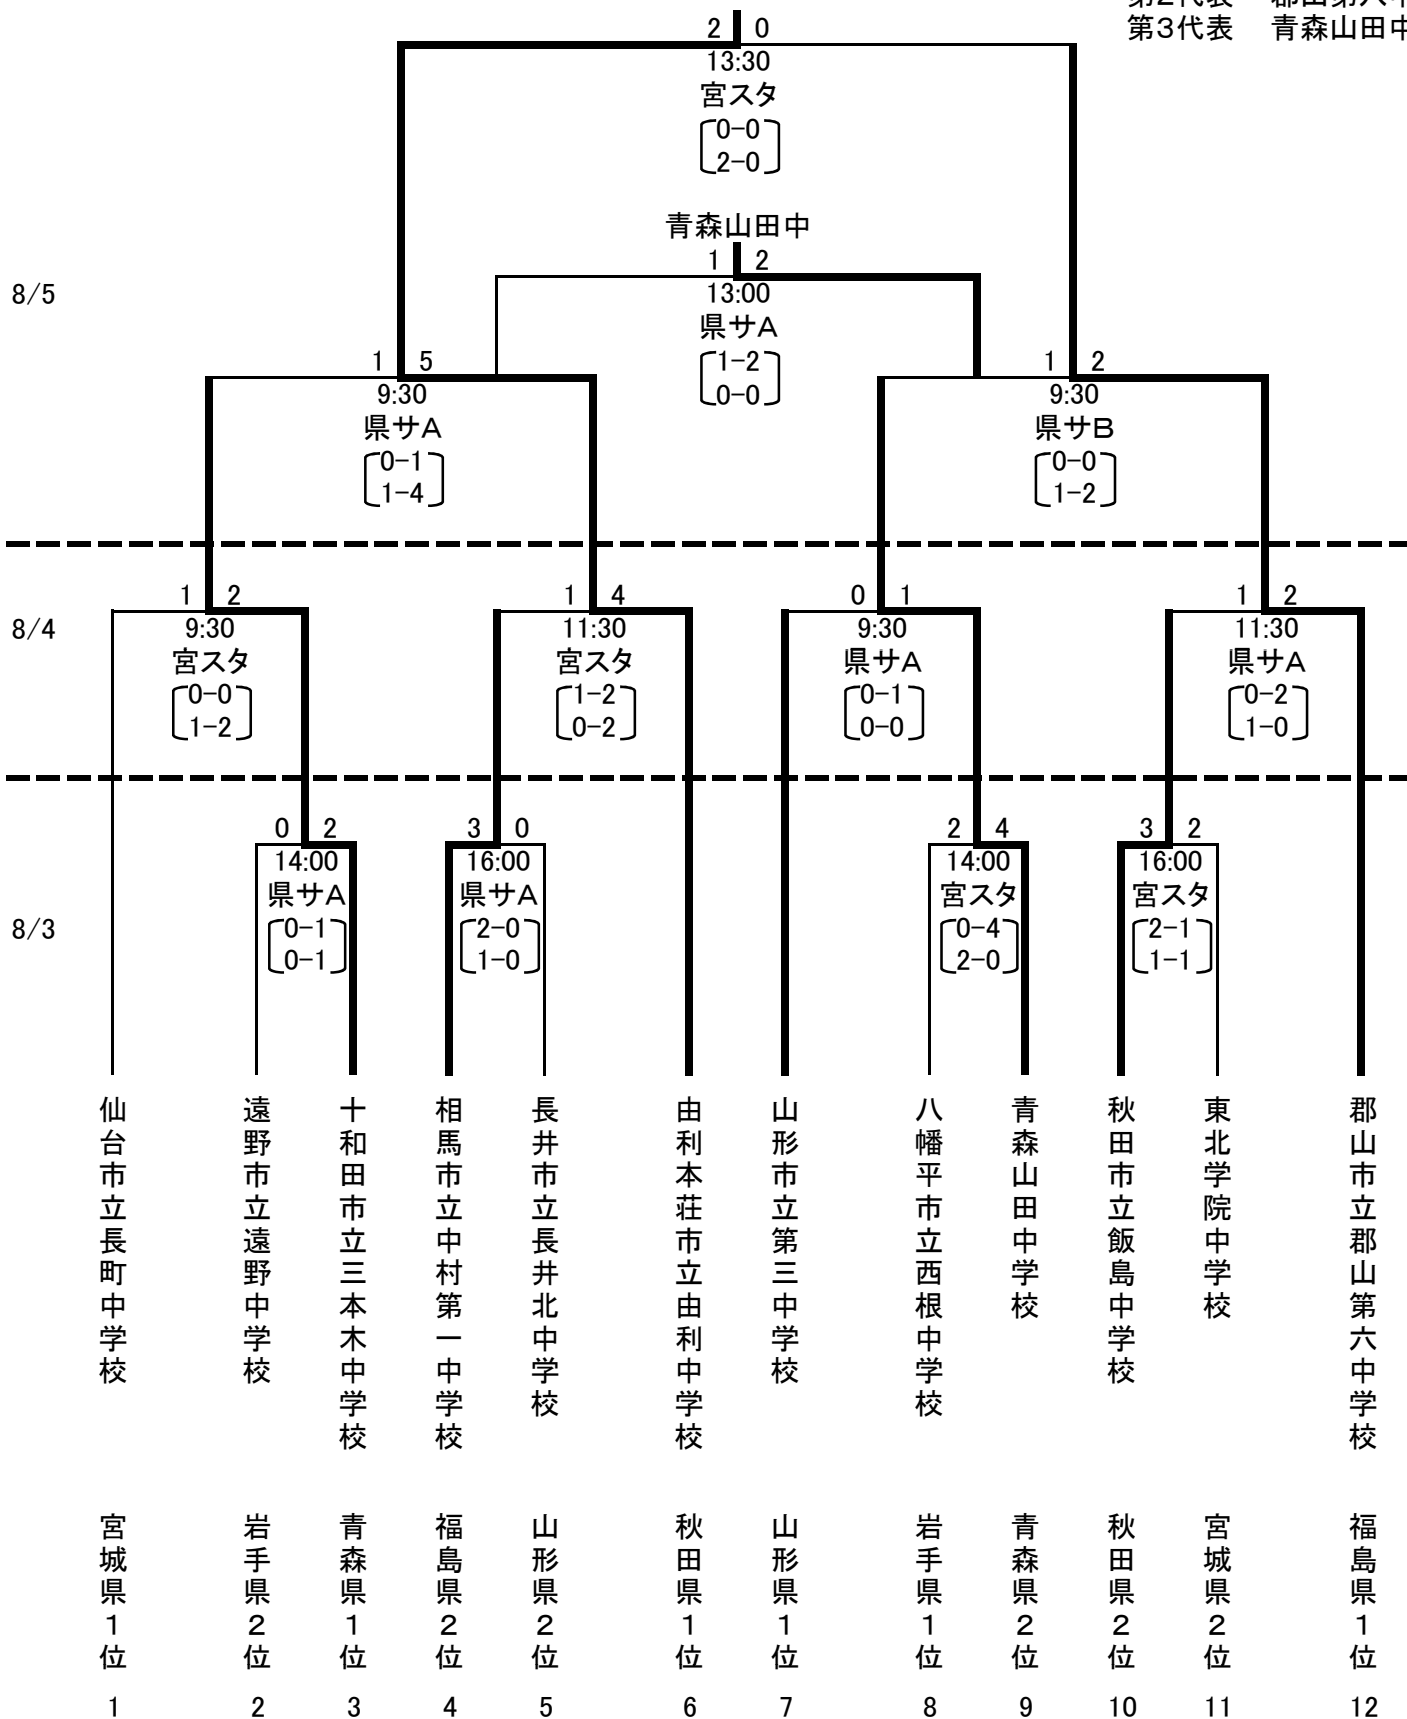 第3代表 青森山田中
2 0
13:30
宮スタ
0-0
2-0
青森山田中
1 2
13:00
県サA
1-2
0-0
8/5
1 5
9:30
県サA
0-1
1-4
1 2
9:30
県サB
0-0
1-2
8/4
1 2
9:30
宮スタ
0-0
1-2
1 4
11:30
宮スタ
1-2
0-2
0 1
9:30
県サA
0-1
0-0
1 2
11:30
県サA
0-2
1-0
8/3
0 2
14:00
県サA
0-1
0-1
3 0
16:00
県サA
2-0
1-0
2 4
14:00
宮スタ
0-4
2-0
3 2
16:00
宮スタ
2-1
1-1
仙台市立長町中学校
遠野市立遠野中学校
十和田市立三本木中学校
相馬市立中村第一中学校
長井市立長井北中学校
由利本荘市立由利中学校
山形市立第三中学校
八幡平市立西根中学校
青森山田中学校
秋田市立飯島中学校
東北学院中学校
郡山市立郡山第六中学校
宮城県1位
岩手県2位
青森県1位
福島県2位
山形県2位
秋田県1位
山形県1位
岩手県1位
青森県2位
秋田県2位
宮城県2位
福島県1位
1 2 3 4 5 6 7 8 9 10 11 12